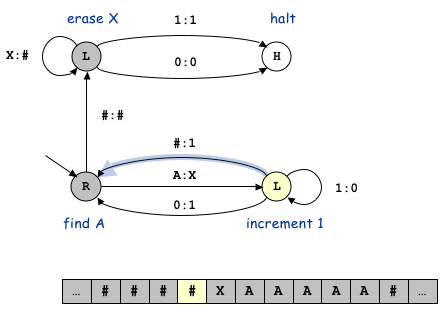 erase X
1:1
halt
X:#
L
H
0:0
#:#
#:1
R
A:X
L
1:0
0:1
find A
increment 1
... # # # # X A A A A A # ...